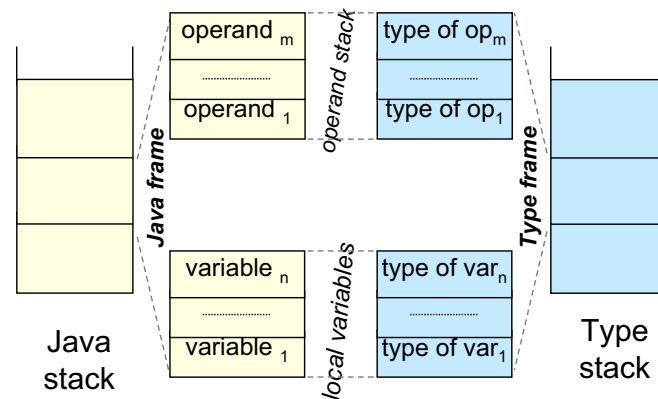 operand m
operand 1
operand stack
type of opm
type of op1
Java frame
Type frame
variable n
variable 1
local variables
type of varn
type of var1
Java
stack
Type
stack